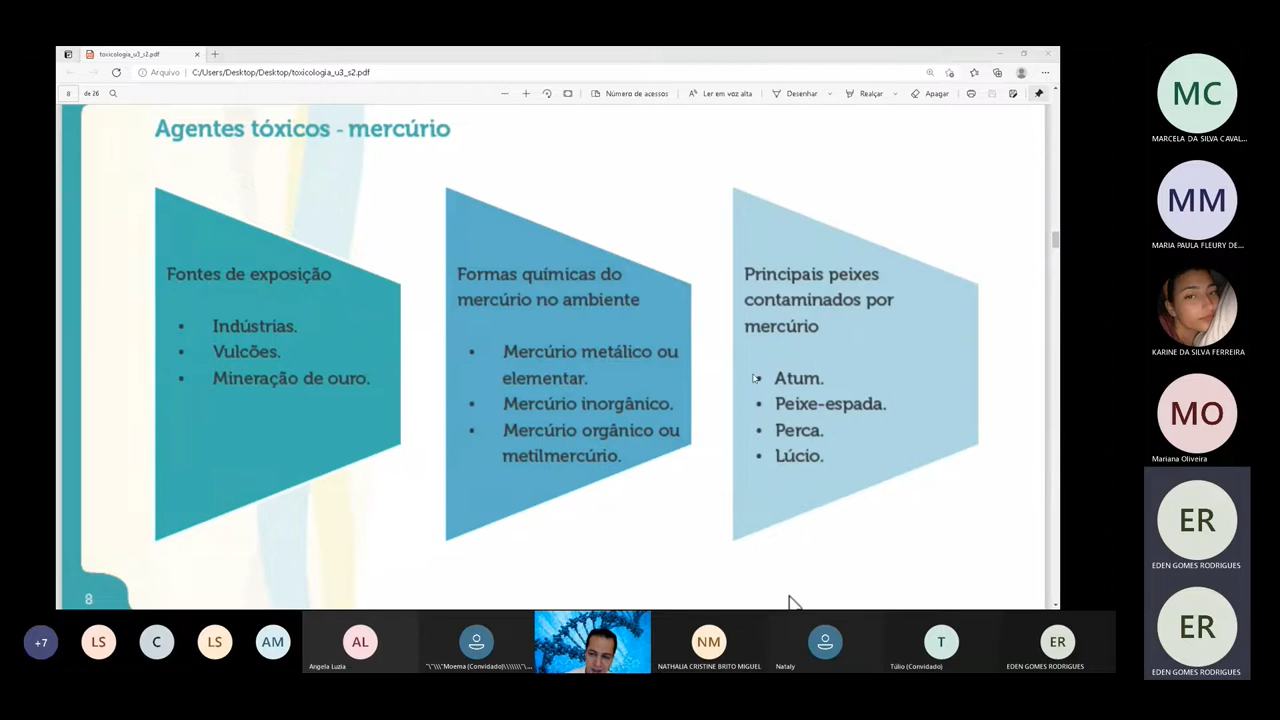 toxicologia_u3_s2.pdf
Arquivo
C:/Users/Desktop/Desktop/toxicologia_u3_s2.pdf
8
de 26
Número de acessos
Ler em voz alta
Desenhar
Realçar
Apagar
Agentes tóxicos - mercúrio
Fontes de exposição
• Indústrias.
• Vulcões.
• Mineração de ouro.
Formas químicas do
mercúrio no ambiente
• Mercúrio metálico ou
elementar.
• Mercúrio inorgânico.
• Mercúrio orgânico ou
metilmercúrio.
Principais peixes
contaminados por
mercúrio
• Atum.
• Peixe-espada.
• Perca.
• Lúcio.
8
MC
MARCELA DA SILVA CAVAL...
MM
MARIA PAULA FLEURY DE...
KARINE DA SILVA FERREIRA
MO
Mariana Oliveira
ER
EDEN GOMES RODRIGUES
ER
EDEN GOMES RODRIGUES
+7
LS
C
LS
AM
AL
Angela Luzia
"\"\\\"Moema (Convidado)\\\\\\\"\...
NM
NATHALIA CRISTINE BRITO MIGUEL
Nataly
T
Túlio (Convidado)
ER
EDEN GOMES RODRIGUES